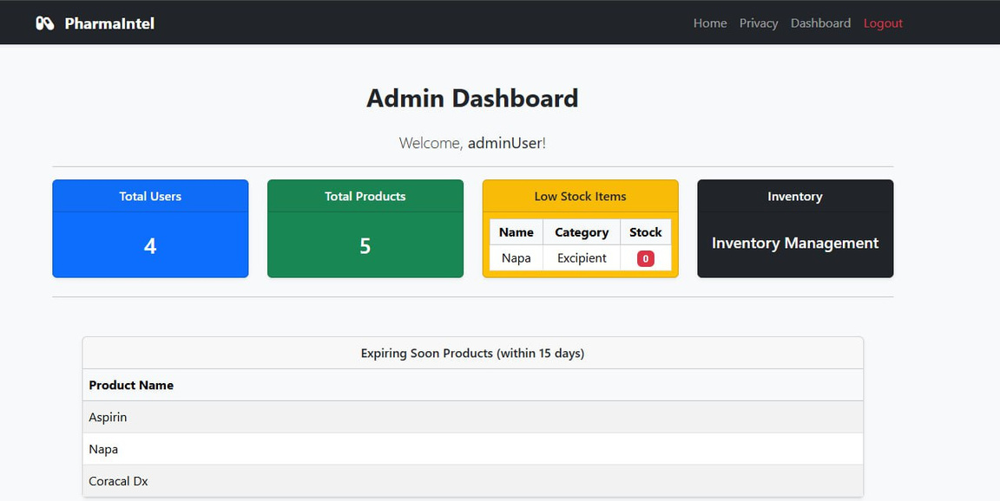 PharmaIntel Home Privacy Dashboard Logout
Admin Dashboard
Welcome, adminUser!
Total Users
4
Total Products
5
Low Stock Items
Name Category Stock
Napa Excipient 0
Inventory
Inventory Management
Expiring Soon Products (within 15 days)
Product Name
Aspirin
Napa
Coracal Dx